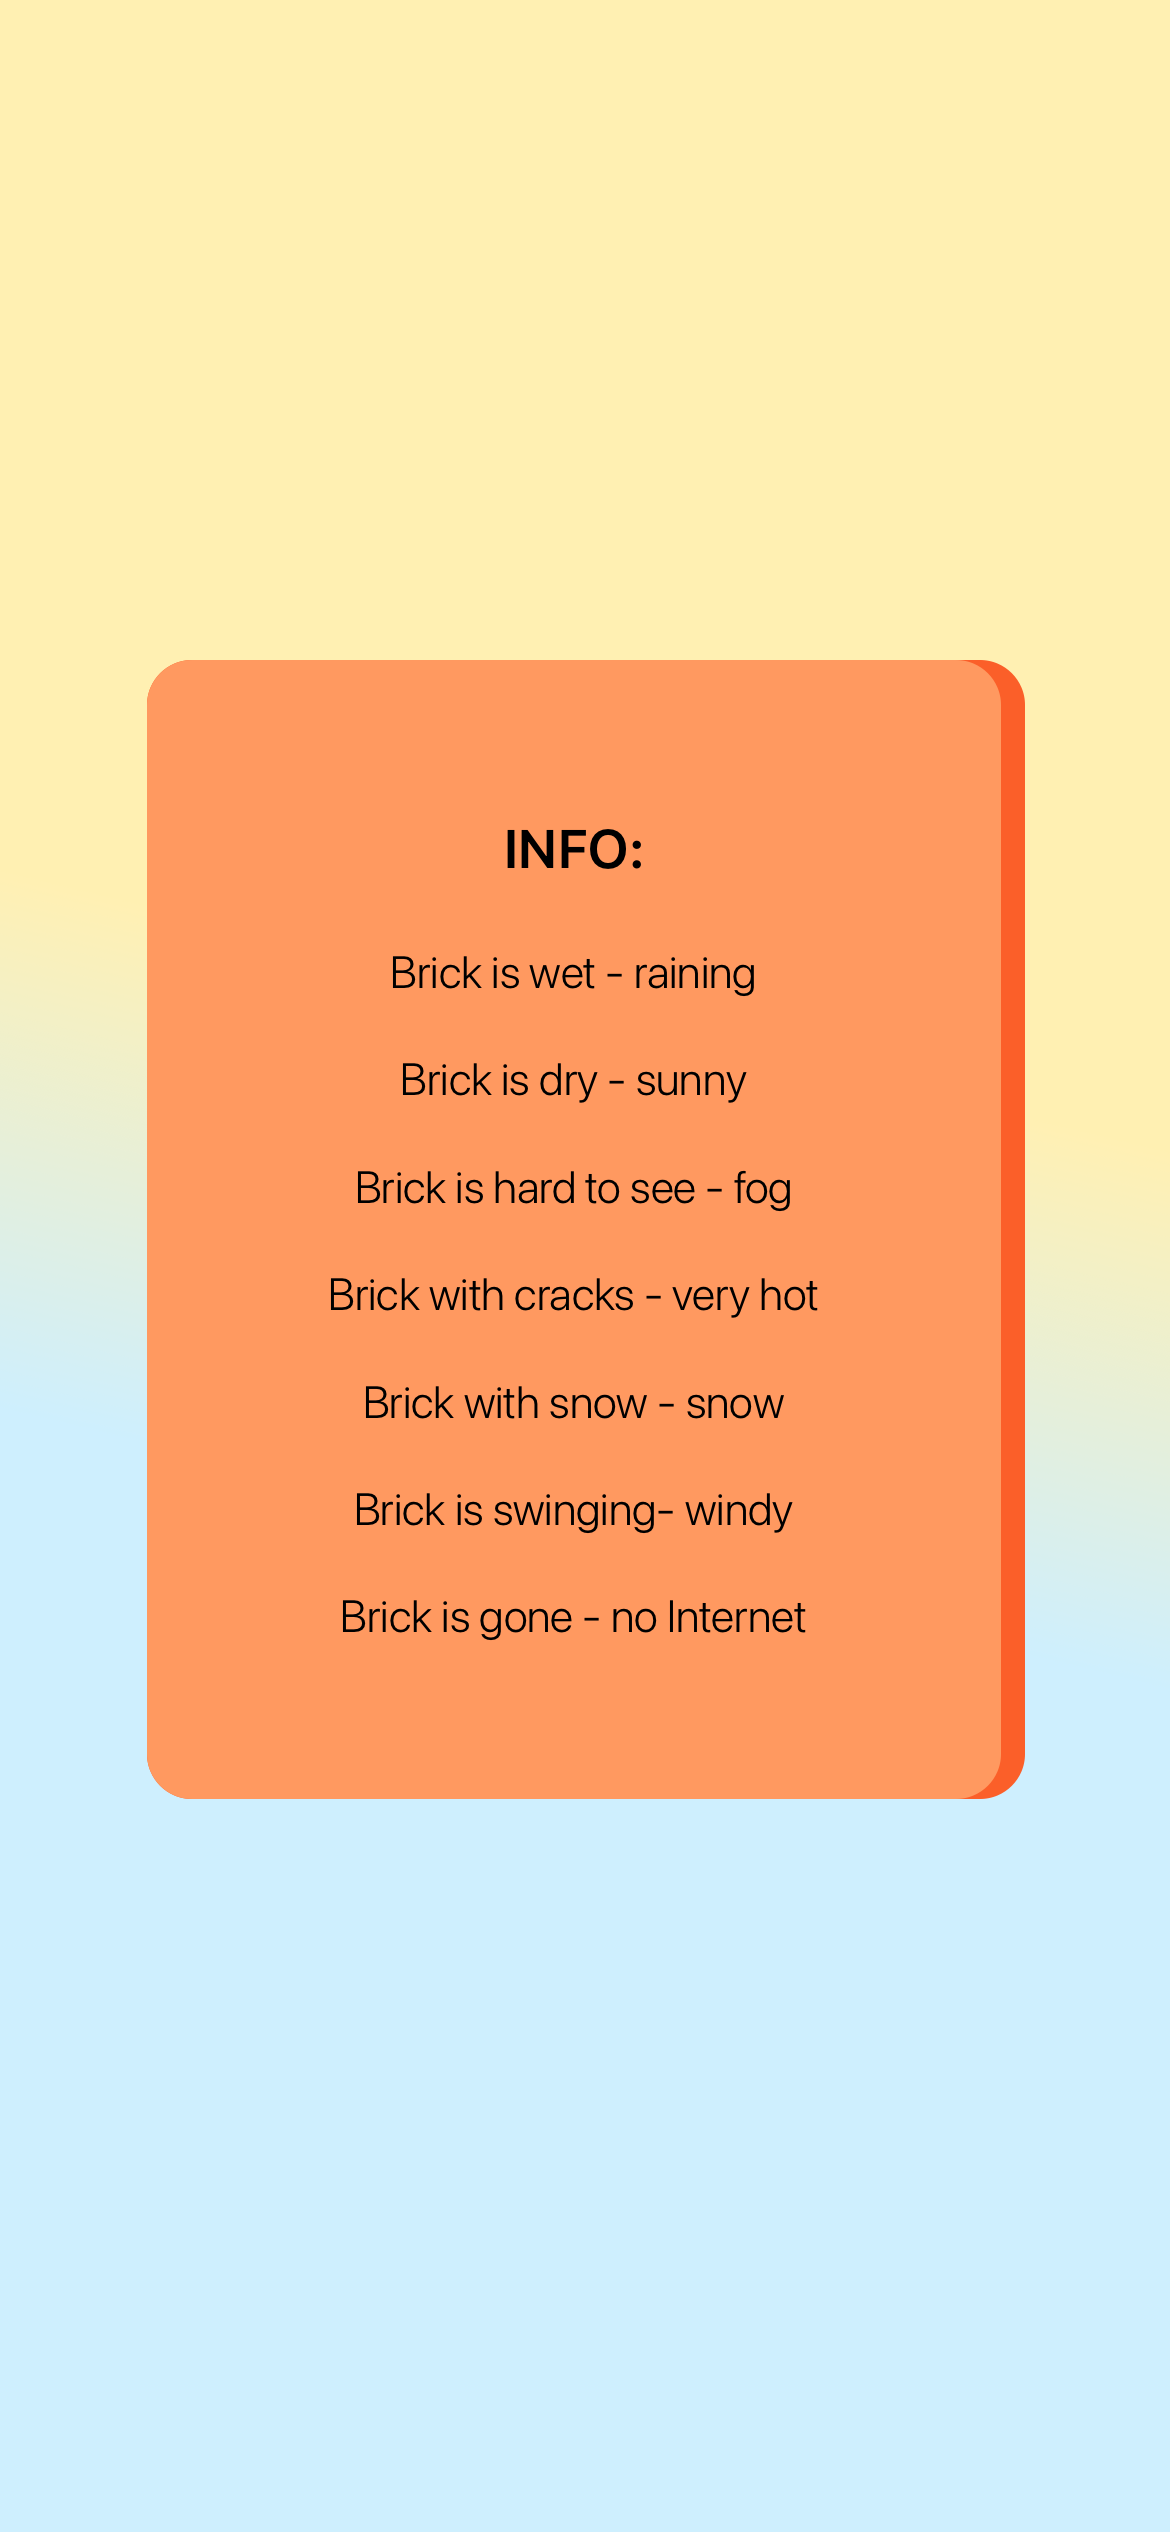 INFO:
Brick is wet - raining
Brick is dry - sunny
Brick is hard to see - fog
Brick with cracks - very hot
Brick with snow - snow
Brick is swinging- windy
Brick is gone - no Internet